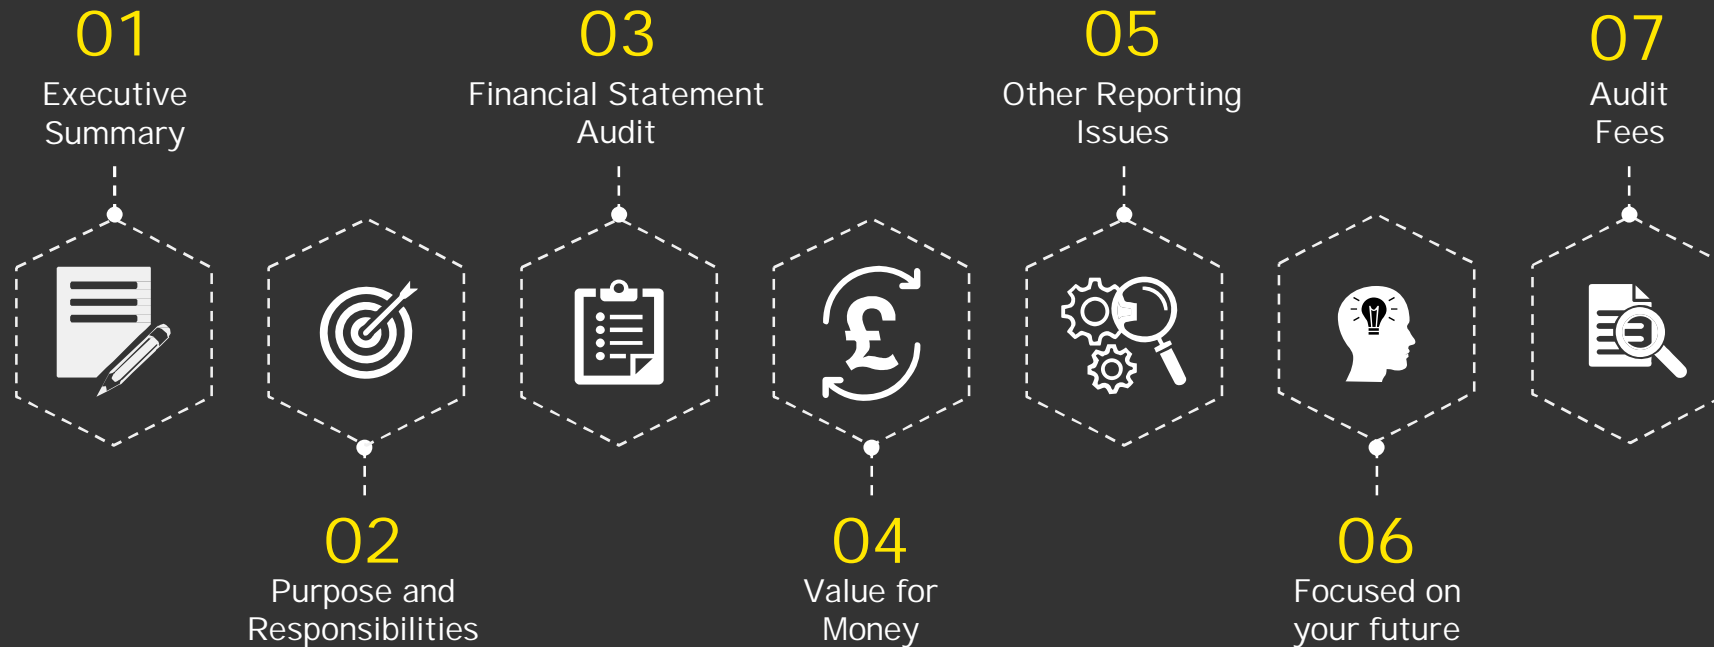 01
Executive
Summary
02
Purpose and
Responsibilities
03
Financial Statement
Audit
04
Value for
Money
05
Other Reporting
Issues
06
Focused on
your future
07
Audit
Fees